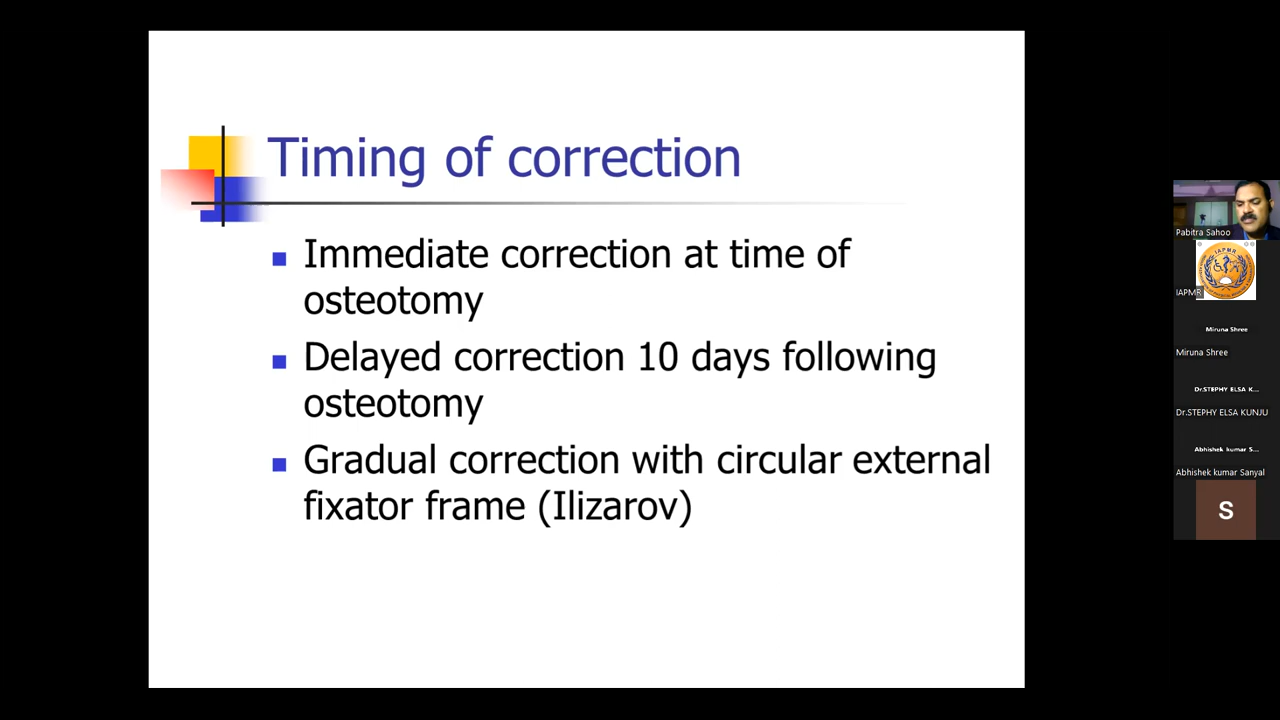 Timing of correction
Immediate correction at time of
osteotomy
Delayed correction 10 days following
osteotomy
Gradual correction with circular external
fixator frame (Ilizarov)
Pabitra Sahoo
IAPMR
IAPMR
Miruna Shree
Miruna Shree
Dr.STEPHY ELSA K...
Dr.STEPHY ELSA KUNJU
Abhishek kumar S...
Abhishek kumar Sanyal
S